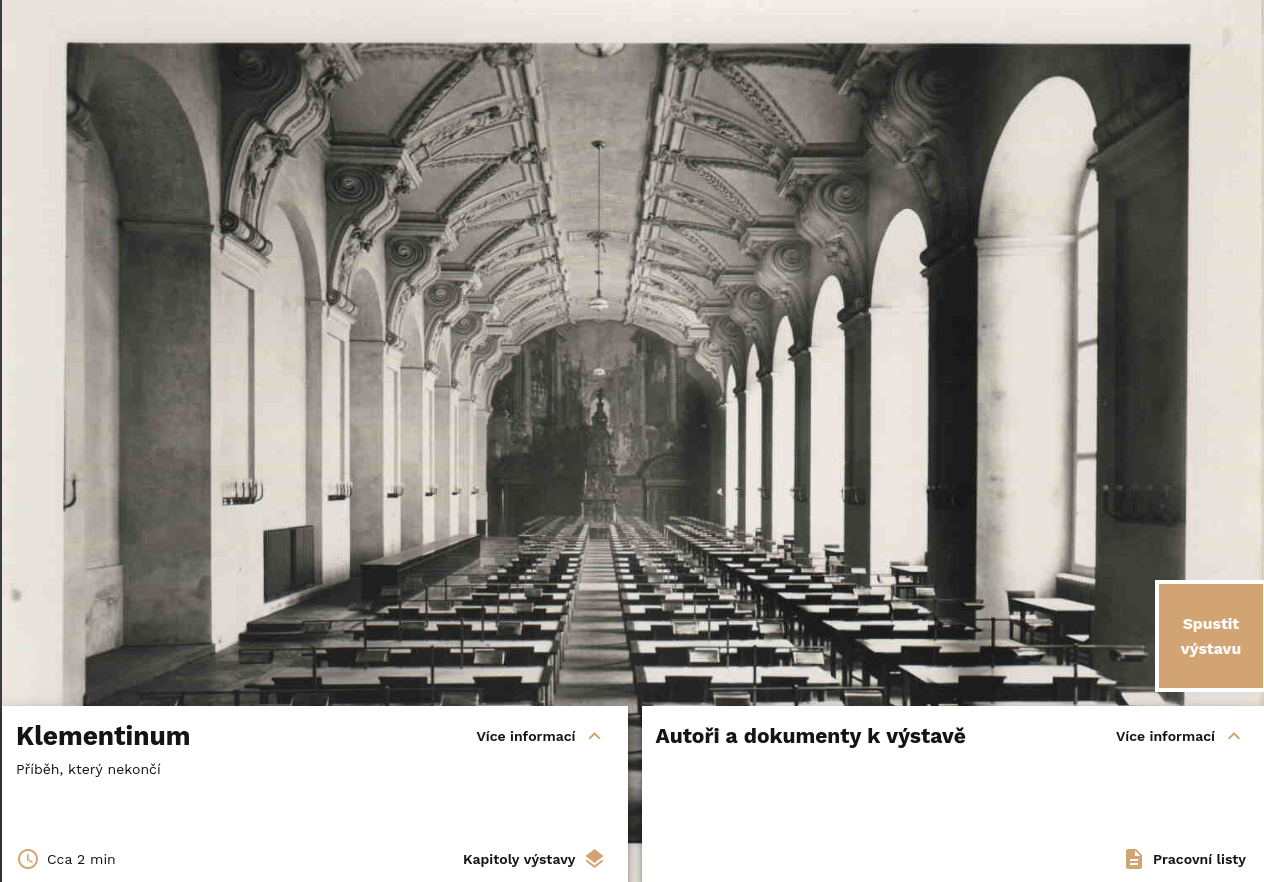 Spustit
výstavu
Klementinum
Více informací
Příběh, který nekončí
Cca 2 min
Kapitoly výstavy
Autoři a dokumenty k výstavě
Více informací
Pracovní listy